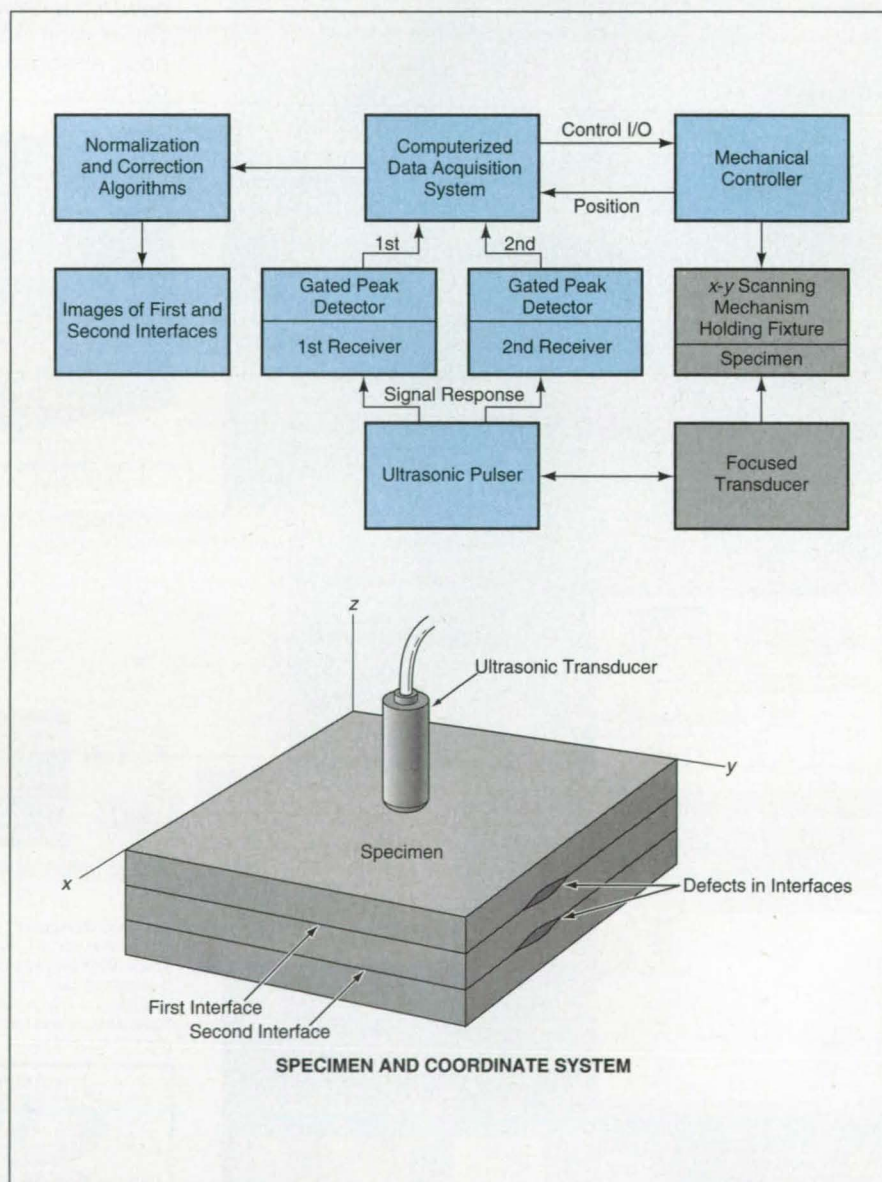 Normalization
and Correction
Algorithms
Computerized
Data Acquisition
System
Control I/O
Position
Mechanical
Controller
1st
2nd
Images of First and
Second Interfaces
Gated Peak
Detector
1st Receiver
Gated Peak
Detector
2nd Receiver
x-y Scanning
Mechanism
Holding Fixture
Specimen
Signal Response
Ultrasonic Pulser
Focused
Transducer
z
Ultrasonic Transducer
y
Specimen
x
Defects in Interfaces
First Interface
Second Interface
SPECIMEN AND COORDINATE SYSTEM